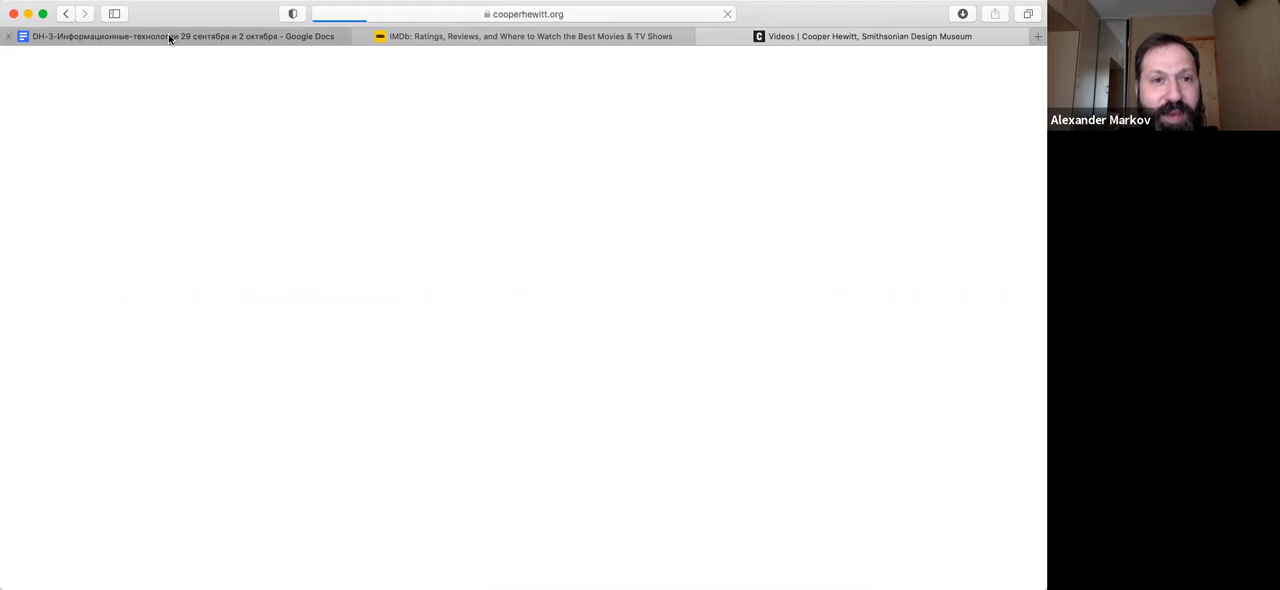 cooperhewitt.org
DH-3-Информационные-технологии 29 сентября и 2 октября - Google Docs
IMDb: Ratings, Reviews, and Where to Watch the Best Movies & TV Shows
C Videos | Cooper Hewitt, Smithsonian Design Museum
Alexander Markov